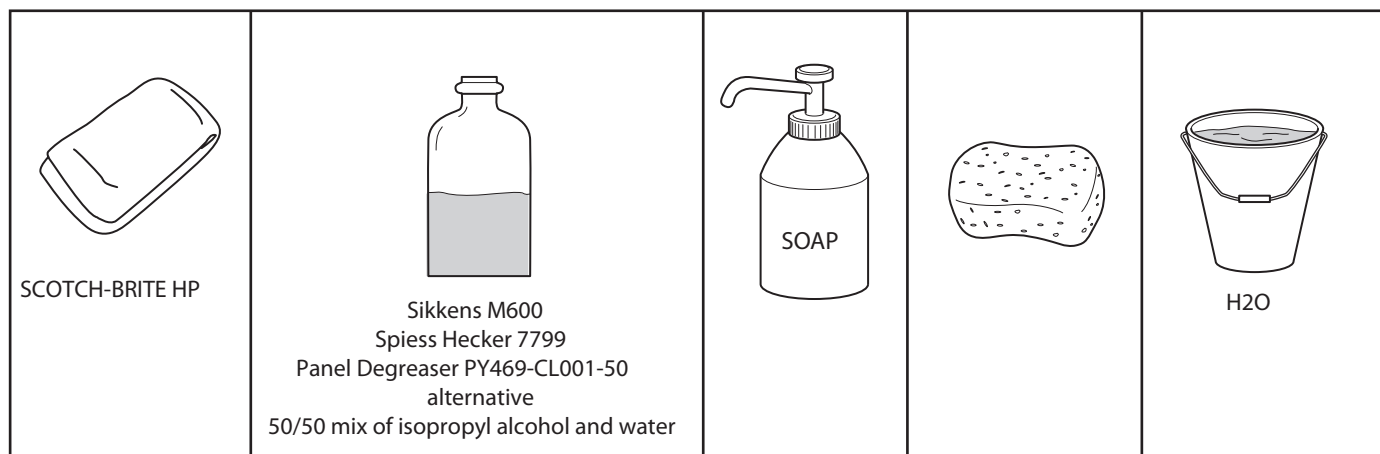 SCOTCH-BRITE HP
Sikkens M600
Spiess Hecker 7799
Panel Degreaser PY469-CL001-50
alternative
50/50 mix of isopropyl alcohol and water
SOAP
H2O